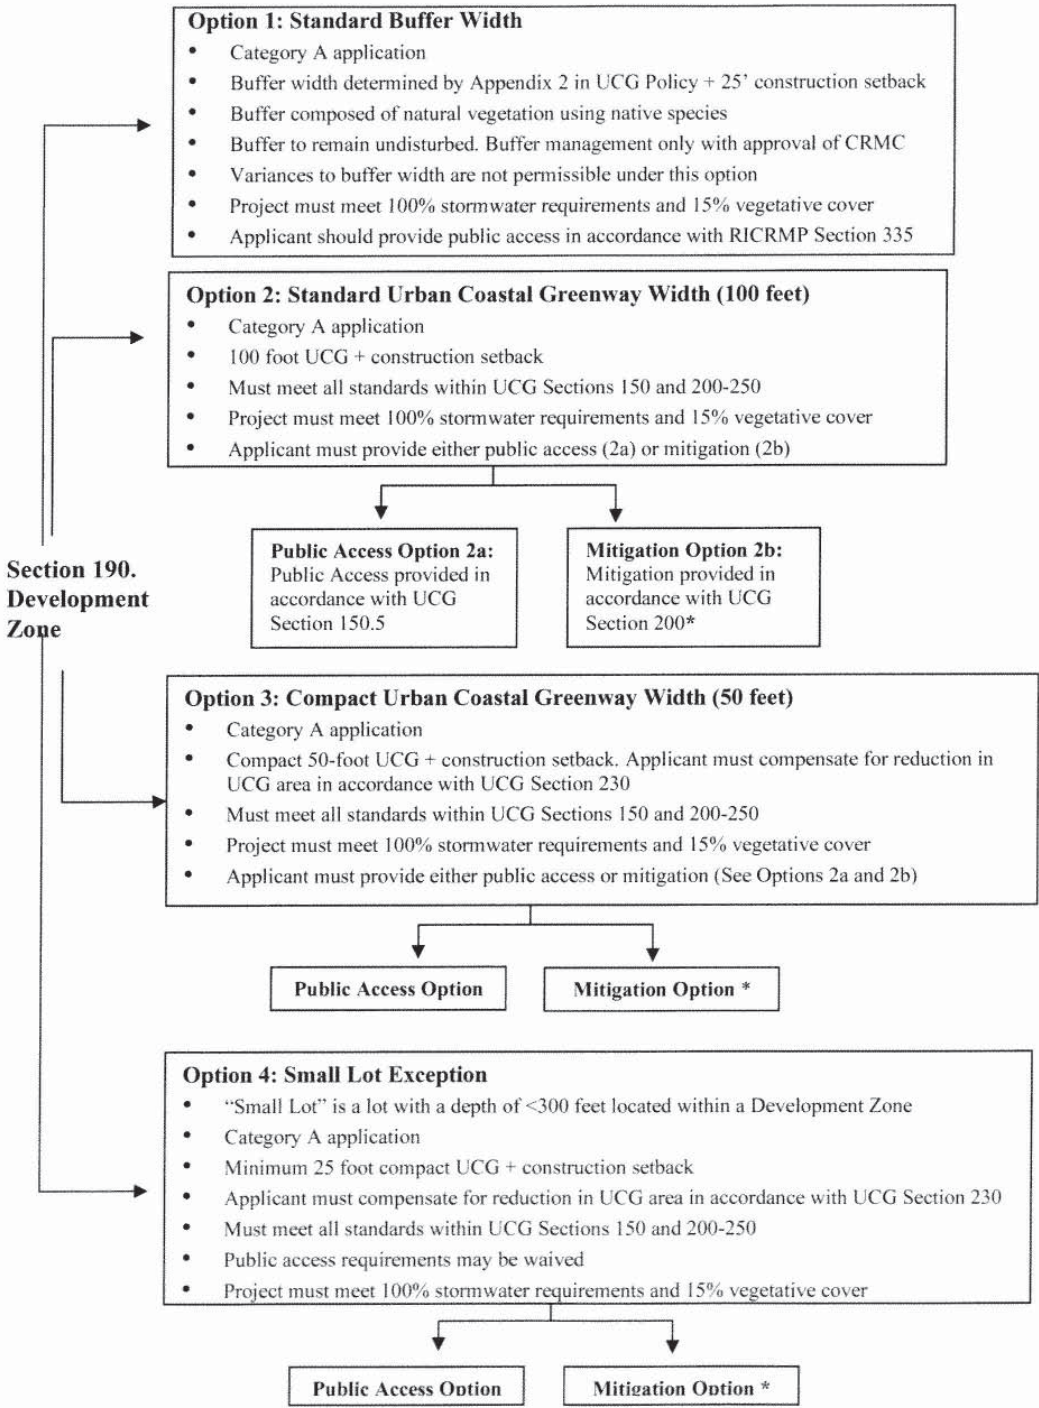 Option 1: Standard Buffer Width
• Category A application
• Buffer width determined by Appendix 2 in UCG Policy + 25’ construction setback
• Buffer composed of natural vegetation using native species
• Buffer to remain undisturbed. Buffer management only with approval of CRMC
• Variances to buffer width are not permissible under this option
• Project must meet 100% stormwater requirements and 15% vegetative cover
• Applicant should provide public access in accordance with RICRMP Section 335
Option 2: Standard Urban Coastal Greenway Width (100 feet)
• Category A application
• 100 foot UCG + construction setback
• Must meet all standards within UCG Sections 150 and 200-250
• Project must meet 100% stormwater requirements and 15% vegetative cover
• Applicant must provide either public access (2a) or mitigation (2b)
Public Access Option 2a:
Public Access provided in
accordance with UCG
Section 150.5
Mitigation Option 2b:
Mitigation provided in
accordance with UCG
Section 200*
Section 190.
Development
Zone
Option 3: Compact Urban Coastal Greenway Width (50 feet)
• Category A application
• Compact 50-foot UCG + construction setback. Applicant must compensate for reduction in
UCG area in accordance with UCG Section 230
• Must meet all standards within UCG Sections 150 and 200-250
• Project must meet 100% stormwater requirements and 15% vegetative cover
• Applicant must provide either public access or mitigation (See Options 2a and 2b)
Public Access Option
Mitigation Option *
Option 4: Small Lot Exception
• “Small Lot” is a lot with a depth of <300 feet located within a Development Zone
• Category A application
• Minimum 25 foot compact UCG + construction setback
• Applicant must compensate for reduction in UCG area in accordance with UCG Section 230
• Must meet all standards within UCG Sections 150 and 200-250
• Public access requirements may be waived
• Project must meet 100% stormwater requirements and 15% vegetative cover
Public Access Option
Mitigation Option *